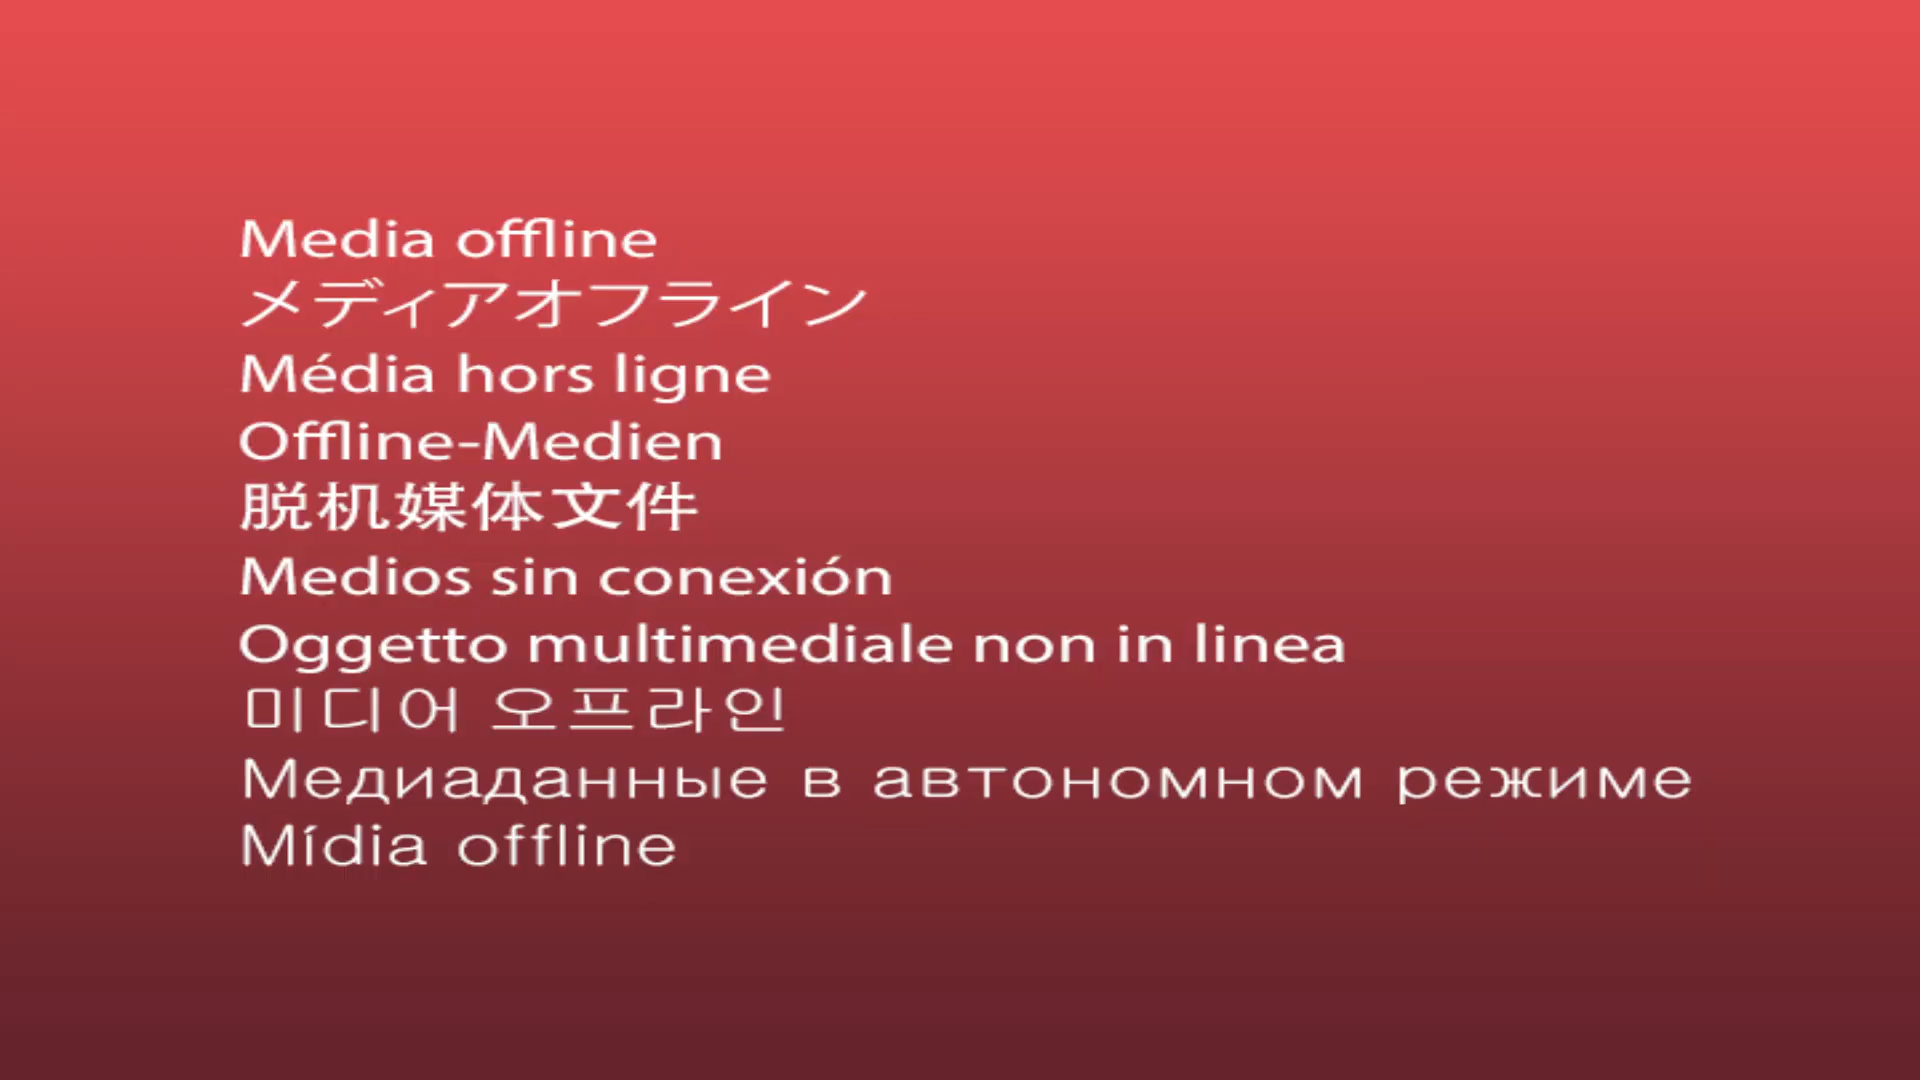 Media offline
メディアオフライン
Média hors ligne
Offline-Medien
脱机媒体文件
Medios sin conexión
Oggetto multimediale non in linea
미디어 오프라인
Медиаданные в автономном режиме
Mídia offline